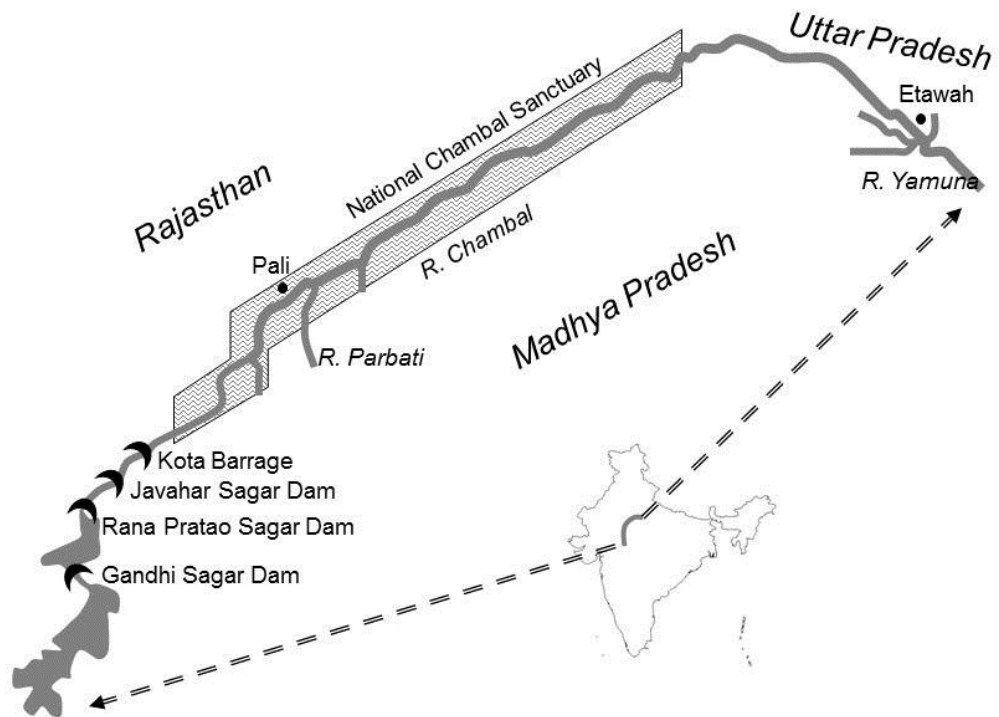 Uttar Pradesh
Etawah
R. Yamuna
National Chambal Sanctuary
Rajasthan
R. Chambal
Pali
Madhya Pradesh
R. Parbati
Kota Barrage
Javahar Sagar Dam
Rana Pratao Sagar Dam
Gandhi Sagar Dam